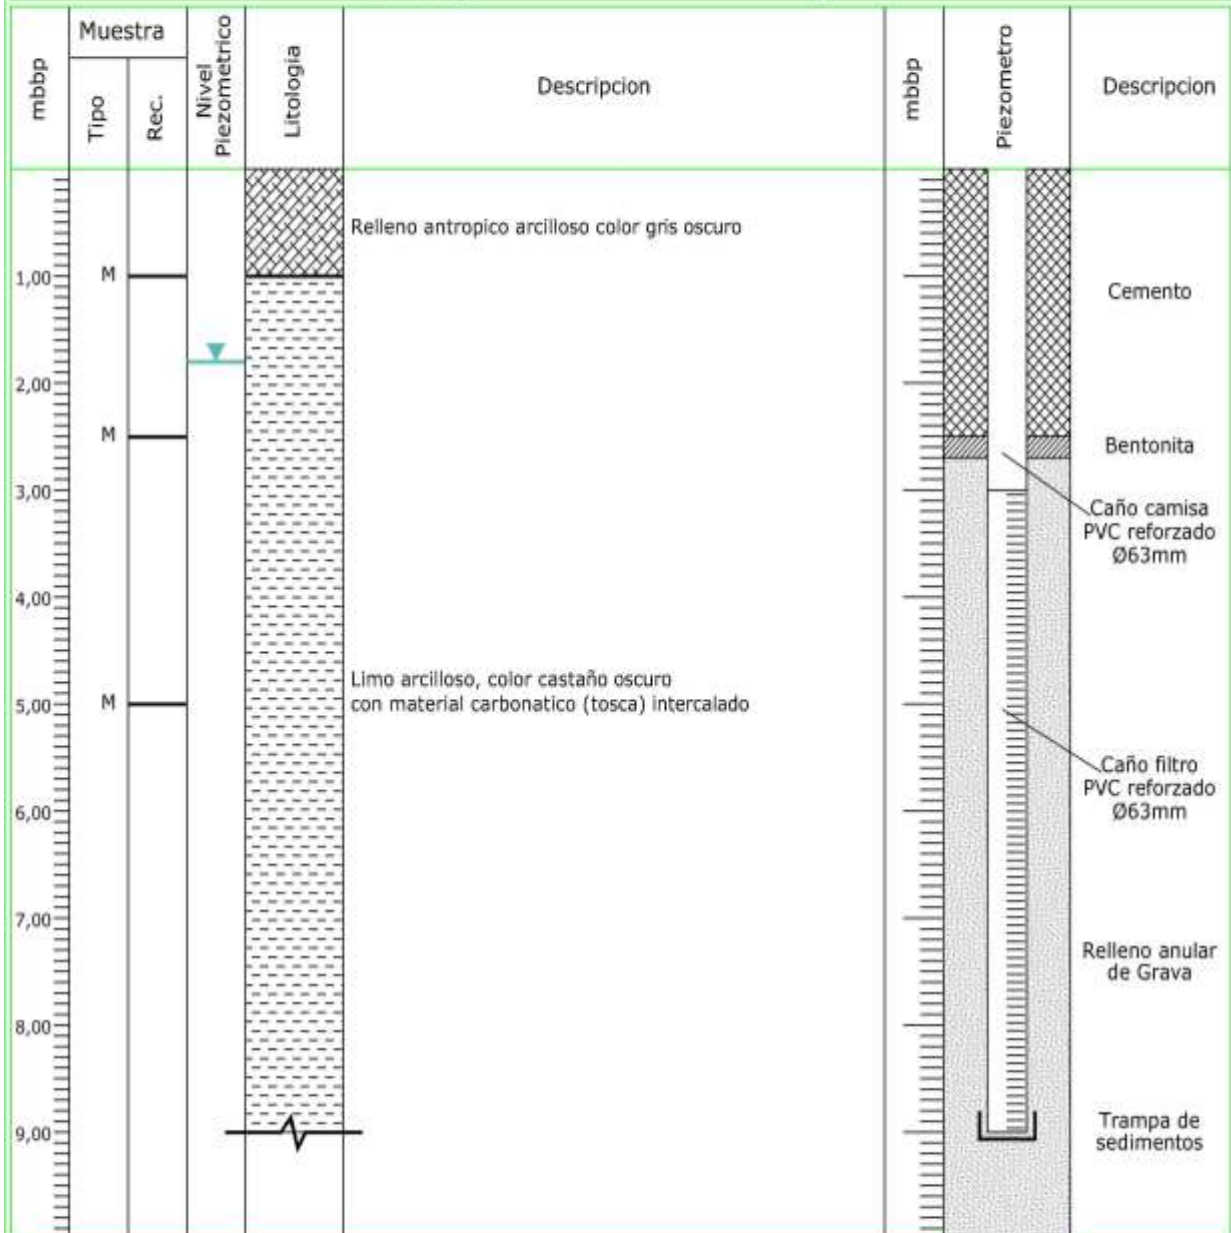 mbbp
Muestra
Tipo
Rec.
Nivel
Piezometrico
Litologia
Descripcion
mbbp
Piezometro
Descripcion
Relleno antropico arcilloso color gris oscuro
1,00
M
Cemento
2,00
M
Bentonita
3,00
Caño camisa
PVC reforzado
Ø63mm
4,00
Limo arcilloso, color castaño oscuro
con material carbonatico (tosca) intercalado
5,00
M
Caño filtro
PVC reforzado
Ø63mm
6,00
7,00
Relleno anular
de Grava
8,00
9,00
Trampa de
sedimentos